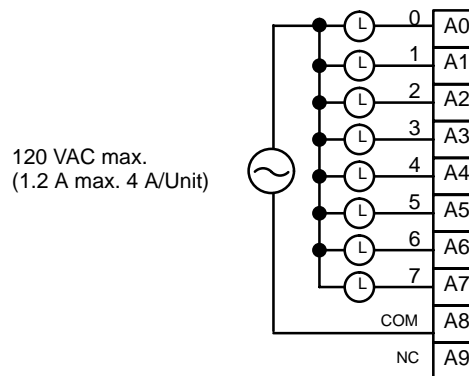 L 0 A0
L 1 A1
L 2 A2
L 3 A3
120 VAC max.
(1.2 A max. 4 A/Unit)
L 4 A4
L 5 A5
L 6 A6
L 7 A7
COM A8
NC A9